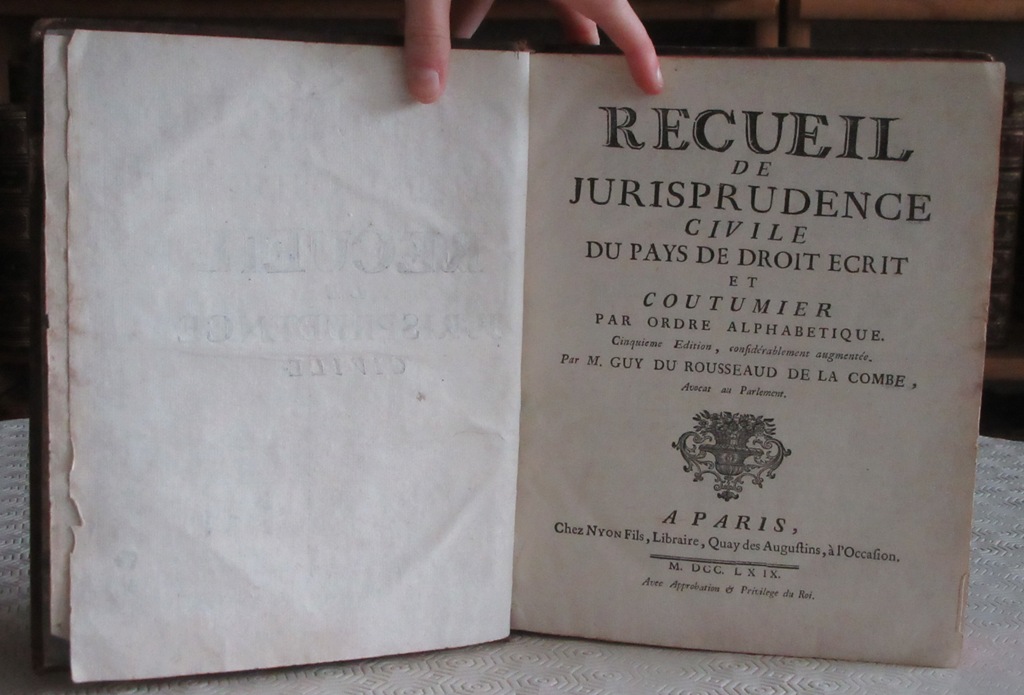 RECUEIL
DE
JURISPRUDENCE
CIVILE
DU PAYS DE DROIT ECRIT
ET
COUTUMIER
PAR ORDRE ALPHABETIQUE.
Cinquieme Edition, conſidérablement augmentée.
Par M. GUY DU ROUSSEAUD DE LA COMBE,
Avocat au Parlement.
A PARIS,
Chez NYON Fils, Libraire, Quay des Auguſtins, à l'Occaſion.
M. DCC. LXIX.
Avec Approbation & Privilege du Roi.